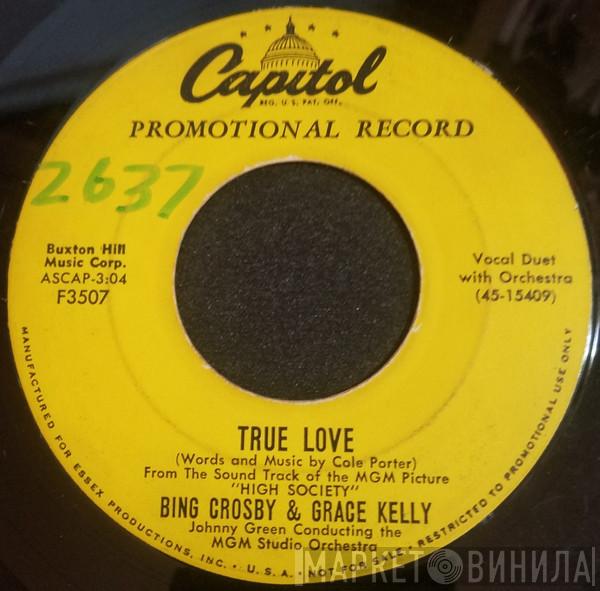 Capitol
REG. U.S. PAT. OFF.
PROMOTIONAL RECORD
2637
Buxton Hill
Music Corp.
ASCAP-3:04
F3507
Vocal Duet
with Orchestra
(45-15409)
TRUE LOVE
(Words and Music by Cole Porter)
From The Sound Track of the MGM Picture
"HIGH SOCIETY"
BING CROSBY & GRACE KELLY
Johnny Green Conducting the
MGM Studio Orchestra
MANUFACTURED FOR ESSEX PRODUCTIONS, INC. • U.S.A. • NOT FOR SALE. RESTRICTED TO PROMOTIONAL USE ONLY
МАРКЕТ ВИНИЛА